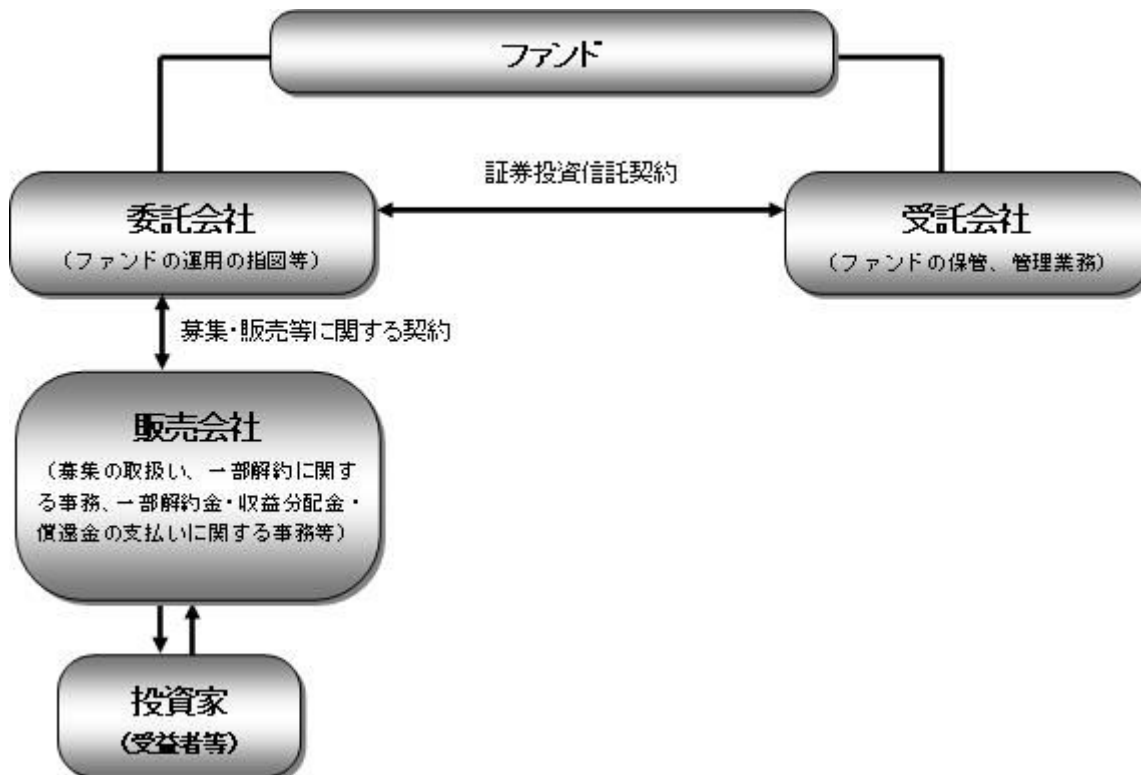 ファンド
証券投資信託契約
委託会社
(ファンドの運用の指図等)
受託会社
(ファンドの保管、管理業務)
募集・販売等に関する契約
販売会社
(募集の取扱い、一部解約に関す
る事務、一部解約金・収益分配金・
償還金の支払いに関する事務等)
投資家
(受益者等)